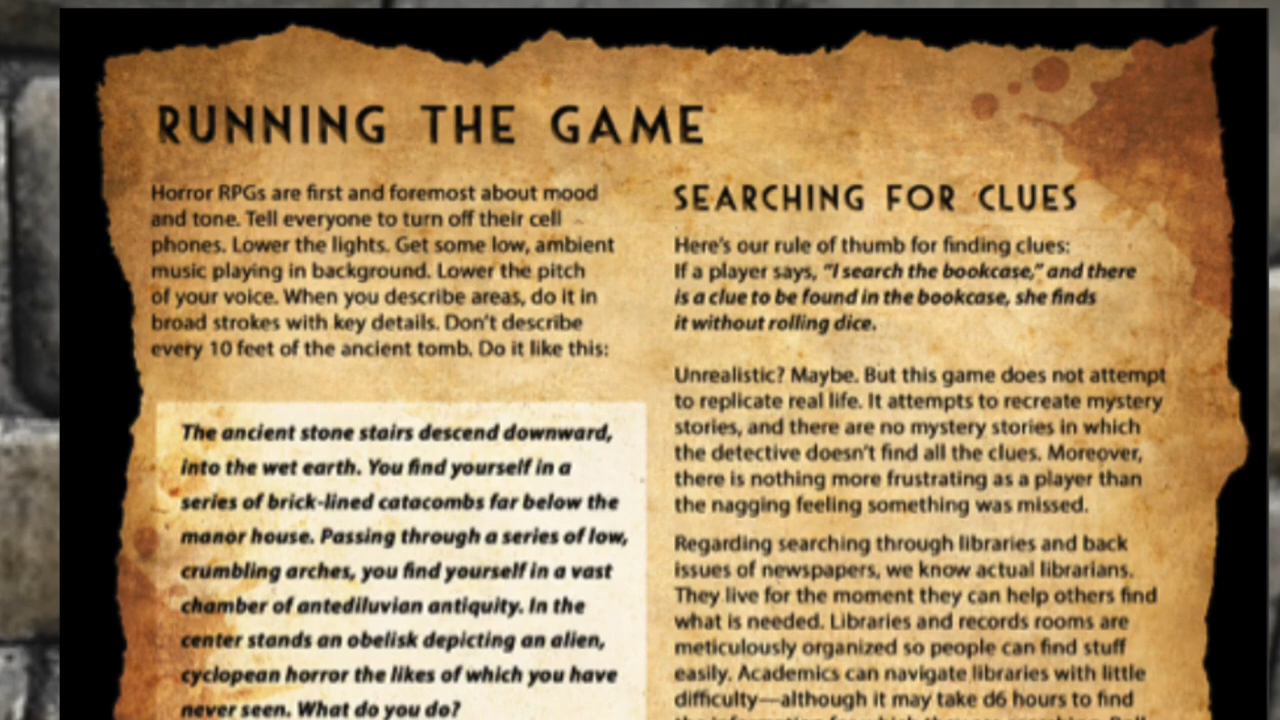 RUNNING THE GAME
Horror RPGs are first and foremost about mood
and tone. Tell everyone to turn off their cell
phones. Lower the lights. Get some low, ambient
music playing in background. Lower the pitch
of your voice. When you describe areas, do it in
broad strokes with key details. Don't describe
every 10 feet of the ancient tomb. Do it like this:
The ancient stone stairs descend downward,
into the wet earth. You find yourself in a
series of brick-lined catacombs far below the
manor house. Passing through a series of low,
crumbling arches, you find yourself in a vast
chamber of antediluvian antiquity. In the
center stands an obelisk depicting an alien,
cyclopean horror the likes of which you have
never seen. What do you do?
SEARCHING FOR CLUES
Here's our rule of thumb for finding clues:
If a player says, "I search the bookcase," and there
is a clue to be found in the bookcase, she finds
it without rolling dice.
Unrealistic? Maybe. But this game does not attempt
to replicate real life. It attempts to recreate mystery
stories, and there are no mystery stories in which
the detective doesn't find all the clues. Moreover,
there is nothing more frustrating as a player than
the nagging feeling something was missed.
Regarding searching through libraries and back
issues of newspapers, we know actual librarians.
They live for the moment they can help others find
what is needed. Libraries and records rooms are
meticulously organized so people can find stuff
easily. Academics can navigate libraries with little
difficulty—although it may take d6 hours to find